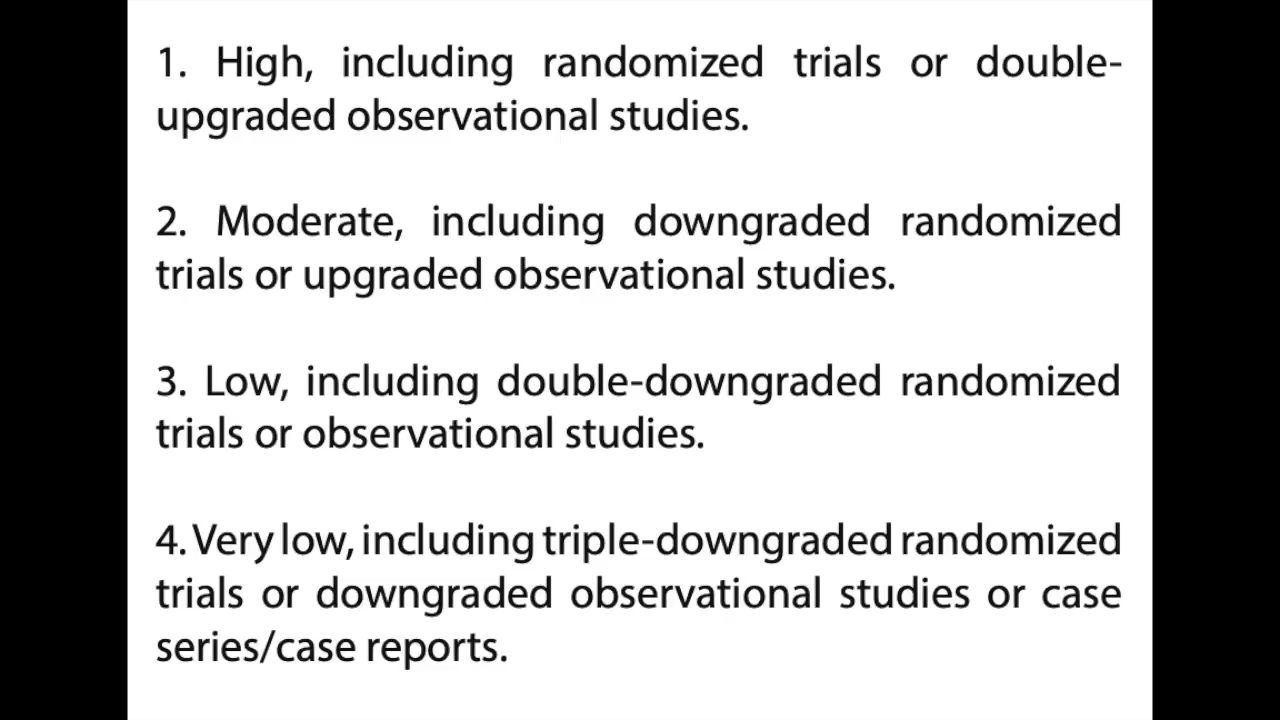 1. High, including randomized trials or double-
upgraded observational studies.
2. Moderate, including downgraded randomized
trials or upgraded observational studies.
3. Low, including double-downgraded randomized
trials or observational studies.
4. Very low, including triple-downgraded randomized
trials or downgraded observational studies or case
series/case reports.